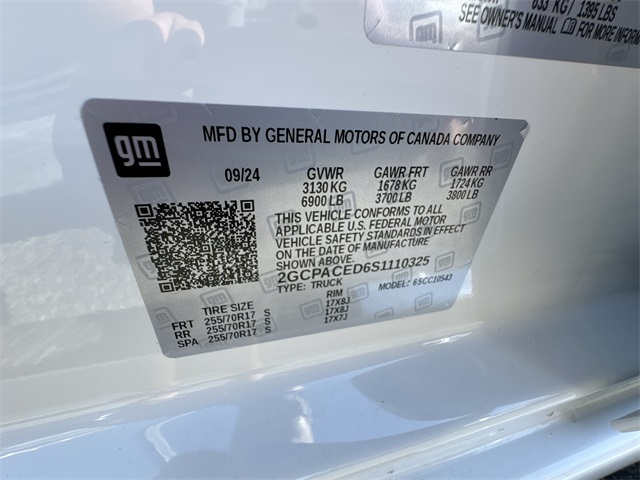 833 KG / 1395 LBS
SEE OWNER'S MANUAL FOR MORE INFORM
gm
gm MFD BY GENERAL MOTORS OF CANADA COMPANY
09/24 GVWR GAWR FRT GAWR RR
3130 KG 1678 KG 1724 KG
6900 LB 3700 LB 3800 LB
THIS VEHICLE CONFORMS TO ALL
APPLICABLE U.S. FEDERAL MOTOR
VEHICLE SAFETY STANDARDS IN EFFECT
ON THE DATE OF MANUFACTURE
2GCPACED6S1110325
TYPE: TRUCK MODEL: 6SCC10543
TIRE SIZE RIM
FRT 255/70R17 S 17X8J
RR 255/70R17 S 17X8J
SPA 255/70R17 S 17X7J